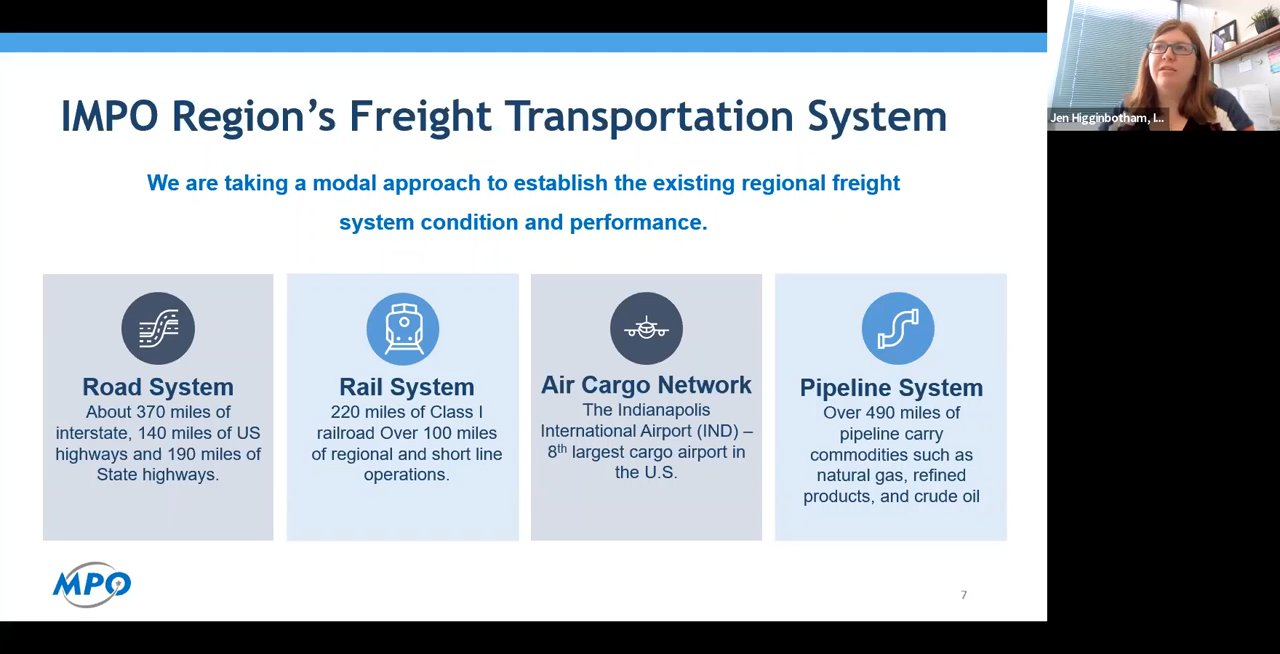 IMPO Region’s Freight Transportation System
We are taking a modal approach to establish the existing regional freight
system condition and performance.
Road System
About 370 miles of
interstate, 140 miles of US
highways and 190 miles of
State highways.
Rail System
220 miles of Class I
railroad Over 100 miles
of regional and short line
operations.
Air Cargo Network
The Indianapolis
International Airport (IND) –
8th largest cargo airport in
the U.S.
Pipeline System
Over 490 miles of
pipeline carry
commodities such as
natural gas, refined
products, and crude oil
MPO
7
Jen Higginbotham, I...